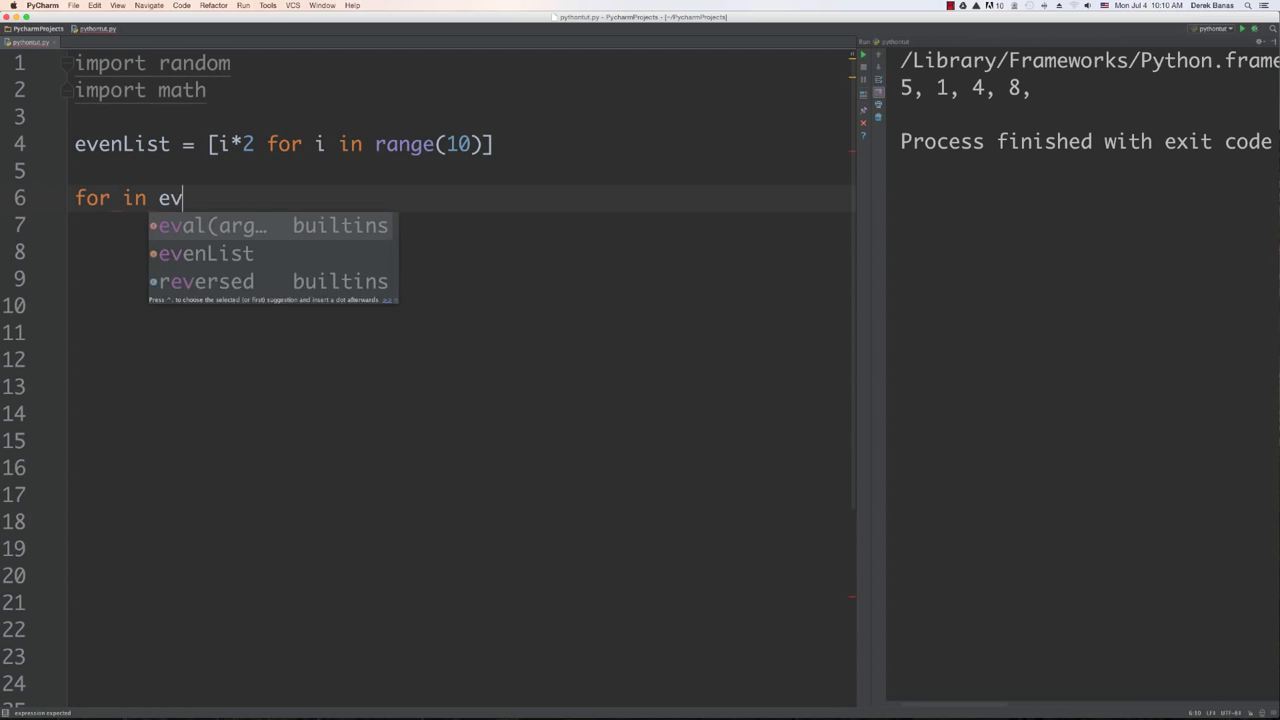 PyCharm File Edit View Navigate Code Refactor Run Tools VCS Window Help 10 Mon Jul 4 10:10 AM Derek Banas
pythontut.py - PycharmProjects - [~/PycharmProjects]
PycharmProjects pythontut.py pythontut
pythontut.py Run: pythontut
1 import random
2 import math
3
4 evenList = [i*2 for i in range(10)]
5
6 for in ev
7
8
9
10
11
12
13
14
15
16
17
18
19
20
21
22
23
24
25
eval(arg… builtins
evenList
reversed builtins
Press ^. to choose the selected (or first) suggestion and insert a dot afterwards >>
/Library/Frameworks/Python.frame
5, 1, 4, 8,
Process finished with exit code
expression expected 6:10 LF≑ UTF-8≑